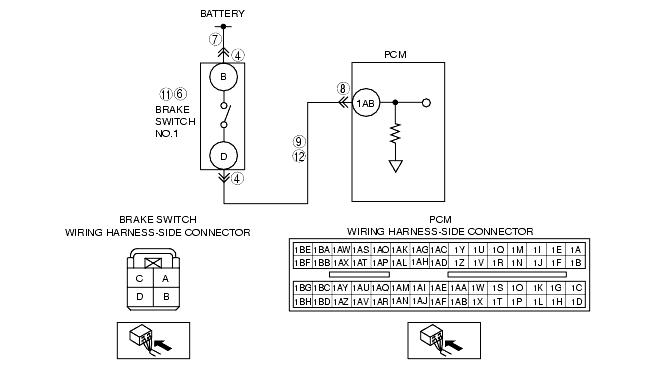 BATTERY
7
4
PCM
B
8
11 6
1AB
BRAKE
SWITCH
NO.1
9
12
D
4
BRAKE SWITCH
WIRING HARNESS-SIDE CONNECTOR
C A
D B
PCM
WIRING HARNESS-SIDE CONNECTOR
1BE 1BA 1AW 1AS 1AO 1AK 1AG 1AC 1Y 1U 1Q 1M 1I 1E 1A
1BF 1BB 1AX 1AT 1AP 1AL 1AH 1AD 1Z 1V 1R 1N 1J 1F 1B
1BG 1BC 1AY 1AU 1AQ 1AM 1AI 1AE 1AA 1W 1S 1O 1K 1G 1C
1BH 1BD 1AZ 1AV 1AR 1AN 1AJ 1AF 1AB 1X 1T 1P 1L 1H 1D